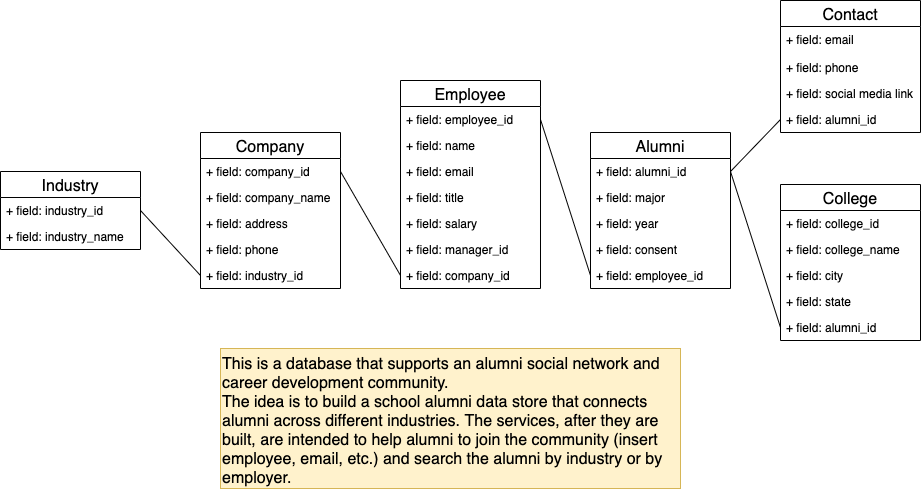 Industry
+ field: industry_id
+ field: industry_name
Company
+ field: company_id
+ field: company_name
+ field: address
+ field: phone
+ field: industry_id
Employee
+ field: employee_id
+ field: name
+ field: email
+ field: title
+ field: salary
+ field: manager_id
+ field: company_id
Alumni
+ field: alumni_id
+ field: major
+ field: year
+ field: consent
+ field: employee_id
Contact
+ field: email
+ field: phone
+ field: social media link
+ field: alumni_id
College
+ field: college_id
+ field: college_name
+ field: city
+ field: state
+ field: alumni_id
This is a database that supports an alumni social network and
career development community.
The idea is to build a school alumni data store that connects
alumni across different industries. The services, after they are
built, are intended to help alumni to join the community (insert
employee, email, etc.) and search the alumni by industry or by
employer.